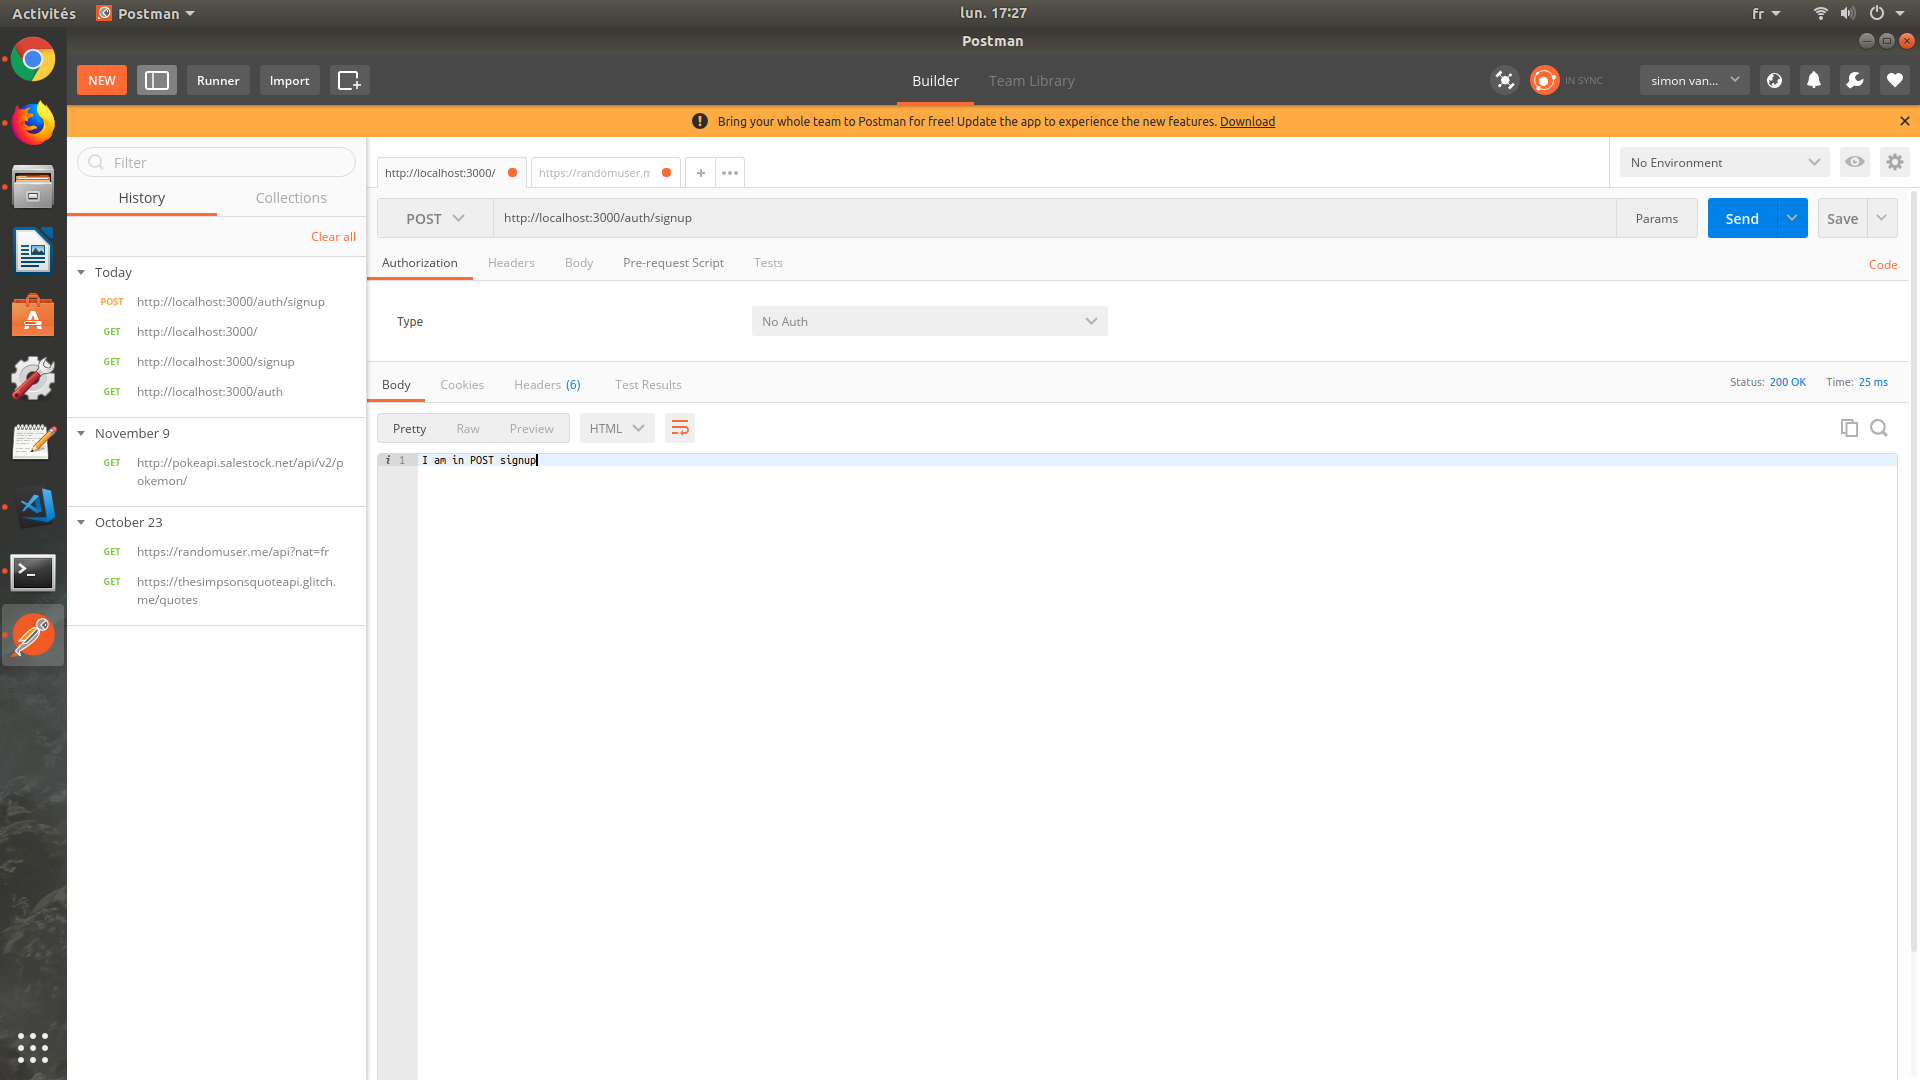 Activités Postman lun. 17:27 fr
Postman
NEW Runner Import Builder Team Library IN SYNC simon van...
Bring your whole team to Postman for free! Update the app to experience the new features. Download
Filter
History Collections
Clear all
Today
POST http://localhost:3000/auth/signup
GET http://localhost:3000/
GET http://localhost:3000/signup
GET http://localhost:3000/auth
November 9
GET http://pokeapi.salestock.net/api/v2/p
okemon/
October 23
GET https://randomuser.me/api?nat=fr
GET https://thesimpsonsquoteapi.glitch.
me/quotes
http://localhost:3000/ https://randomuser.m + ••• No Environment
POST http://localhost:3000/auth/signup Params Send Save
Authorization Headers Body Pre-request Script Tests Code
Type No Auth
Body Cookies Headers (6) Test Results Status: 200 OK Time: 25 ms
Pretty Raw Preview HTML
i 1 I am in POST signup